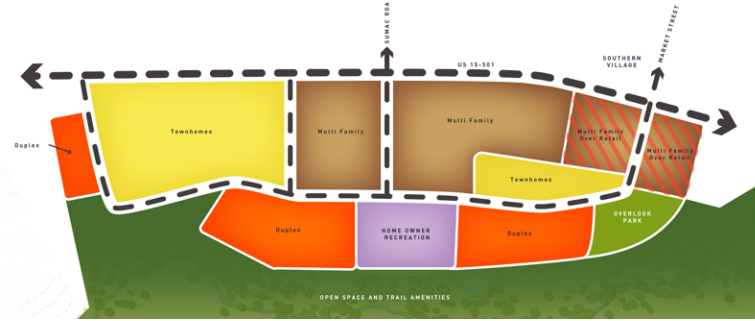 SUMAC ROA
MARKET STREET
US 15-501
SOUTHERN
VILLAGE
Duplex
Townhomes
Multi Family
Multi Family
Multi Family
Over Retail
Multi Family
Over Retail
Townhomes
Duplex
HOME OWNER
RECREATION
Duplex
OVERLOOK
PARK
OPEN SPACE AND TRAIL AMENITIES